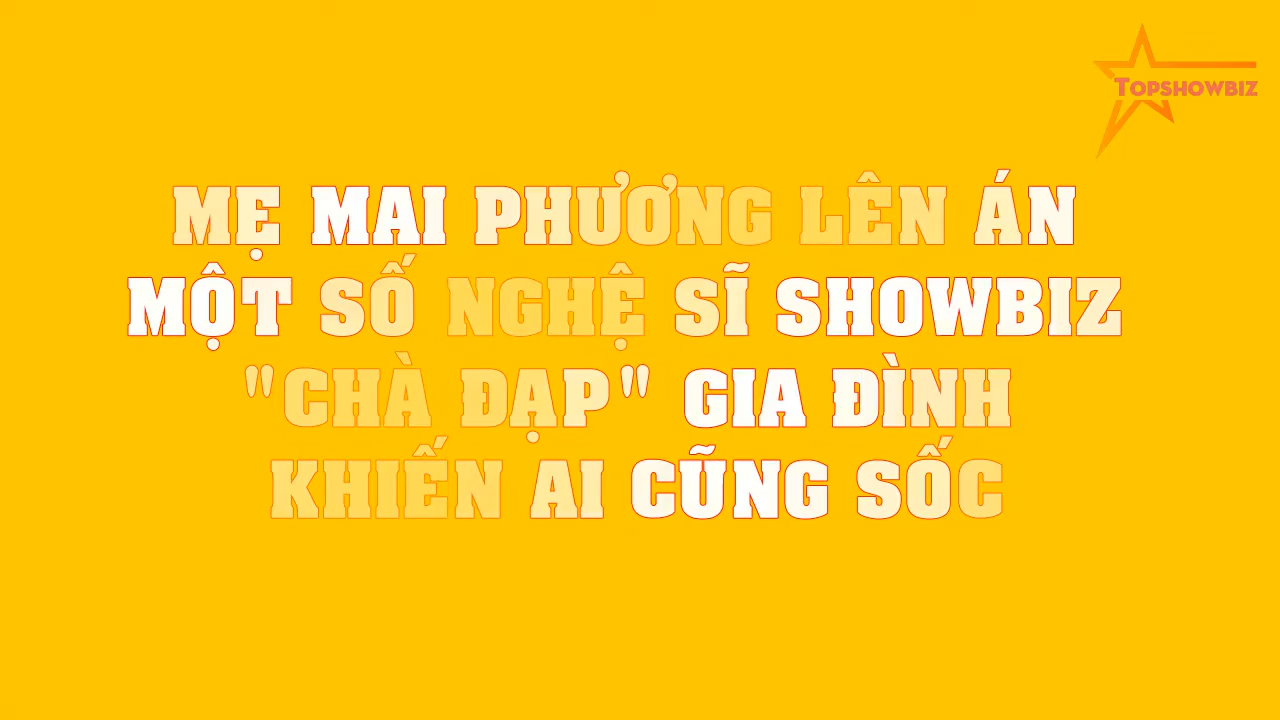 TOPSHOWBIZ
MẸ MAI PHƯƠNG LÊN ÁN
MỘT SỐ NGHỆ SĨ SHOWBIZ
"CHÀ ĐẠP" GIA ĐÌNH
KHIẾN AI CŨNG SỐC